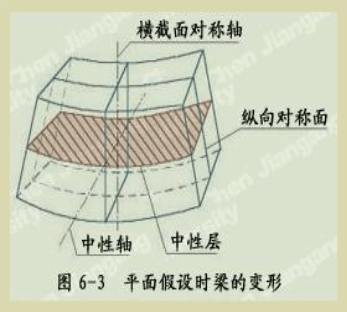 横截面对称轴
纵向对称面
中性轴
中性层
图 6-3 平面假设时梁的变形